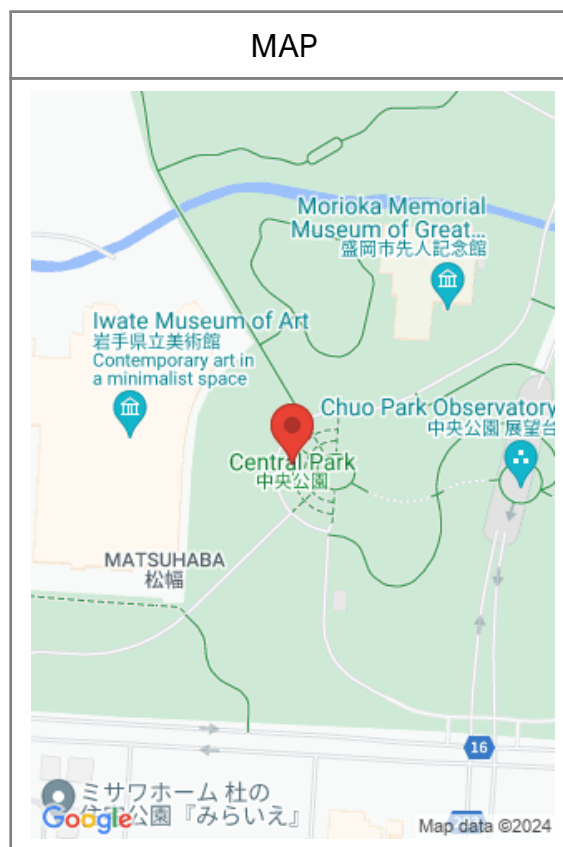 MAP
Morioka Memorial
Museum of Great...
盛岡市先人記念館
Iwate Museum of Art
岩手県立美術館
Contemporary art in
a minimalist space
Chuo Park Observatory
中央公園 展望台
Central Park
中央公園
MATSUHABA
松幅
16
ミサワホーム 杜の
住宅公園『みらいえ』
Google
Map data ©2024